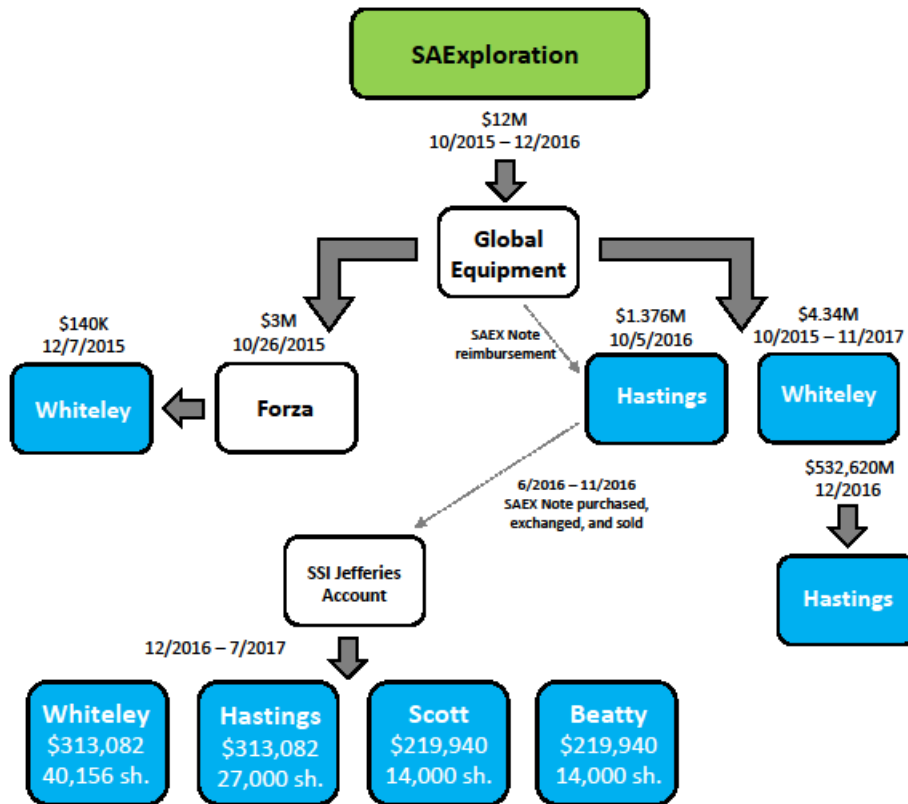 SAExploration
$12M
10/2015 – 12/2016
Global
Equipment
$140K
12/7/2015
$3M
10/26/2015
SAEX Note
reimbursement
$1.376M
10/5/2016
$4.34M
10/2015 – 11/2017
Whiteley
Forza
Hastings
Whiteley
$532,620M
12/2016
6/2016 – 11/2016
SAEX Note purchased,
exchanged, and sold
SSI Jefferies
Account
Hastings
12/2016 – 7/2017
Whiteley
$313,082
40,156 sh.
Hastings
$313,082
27,000 sh.
Scott
$219,940
14,000 sh.
Beatty
$219,940
14,000 sh.